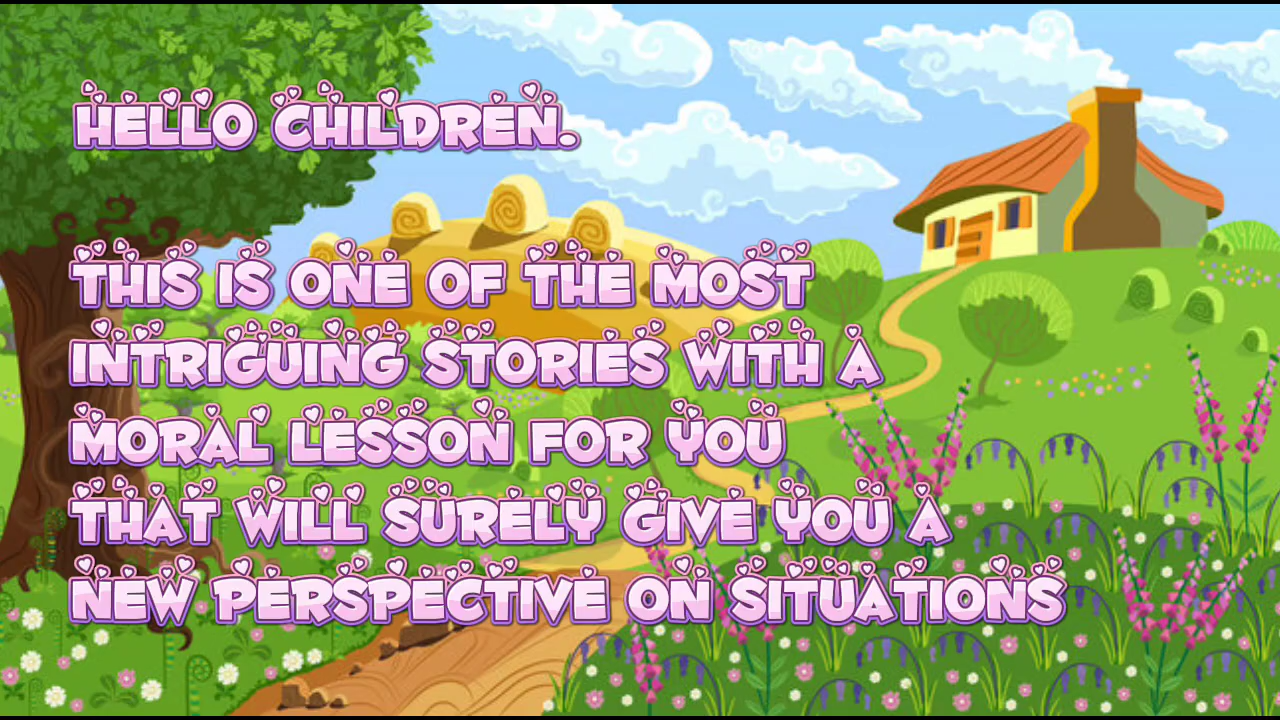 HELLO CHILDREN.
THIS IS ONE OF THE MOST
INTRIGUING STORIES WITH A
MORAL LESSON FOR YOU
THAT WILL SURELY GIVE YOU A
NEW PERSPECTIVE ON SITUATIONS